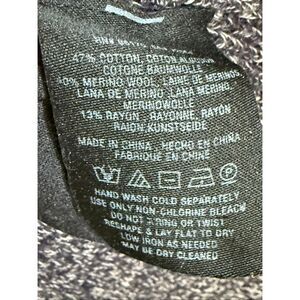 47% COTTON, COTON, ALGODON
COTONE BAUMWOLLE
40% MERINO WOOL, LAINE DE MERINOS
LANA DE MERINO, LANA MERINO,
MERINOWOLLE
13% RAYON, RAYONNE, RAYON
RAION, KUNSTSEIDE
MADE IN CHINA, HECHO EN CHINA
FABRIQUÉ EN CHINE
P
HAND WASH COLD SEPARATELY
USE ONLY NON-CHLORINE BLEACH
DO NOT WRING OR TWIST
RESHAPE & LAY FLAT TO DRY
LOW IRON AS NEEDED
MAY BE DRY CLEANED